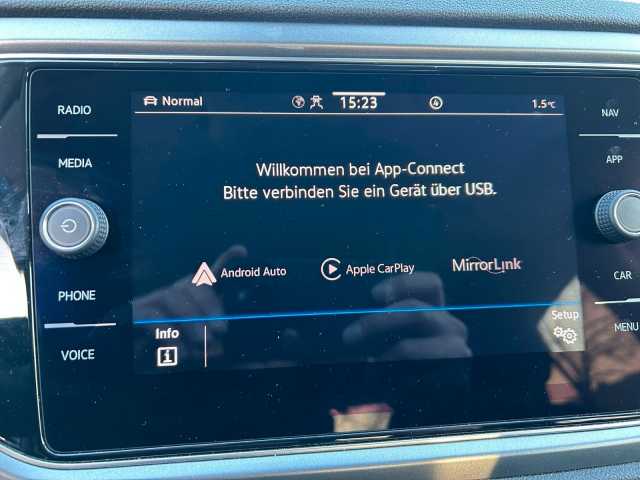 RADIO
MEDIA
PHONE
VOICE
Normal
15:23
4
1.5°C
Willkommen bei App-Connect
Bitte verbinden Sie ein Gerät über USB.
Android Auto
Apple CarPlay
MirrorLink
Info
Setup
NAV
APP
CAR
MENU